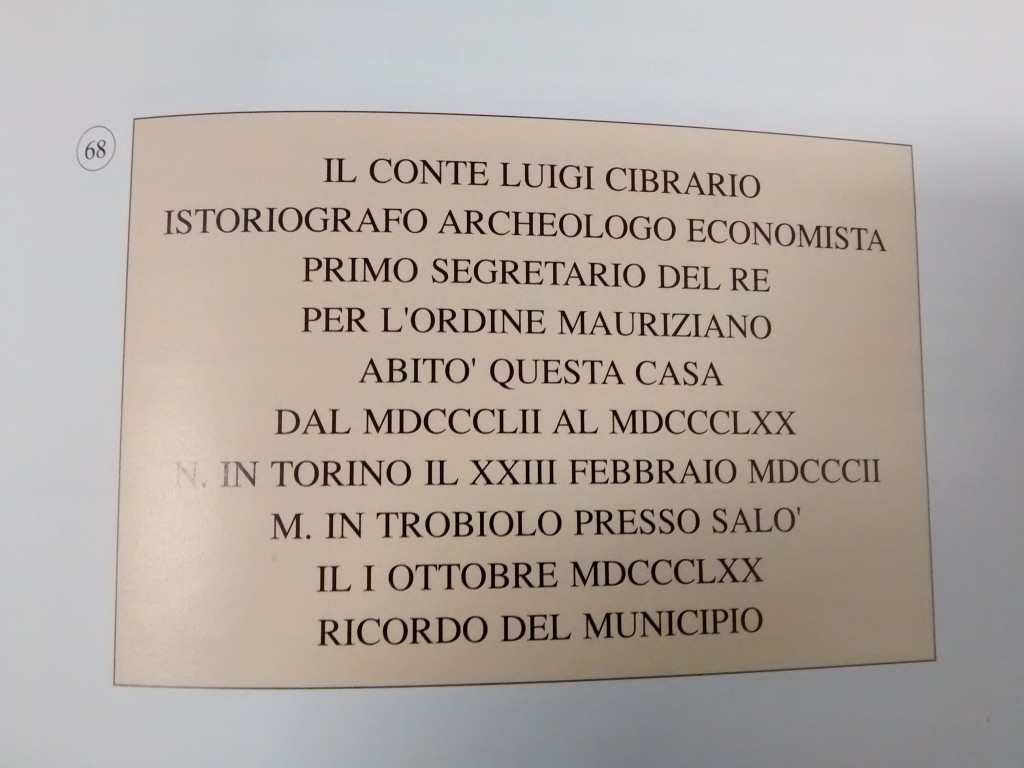 68
IL CONTE LUIGI CIBRARIO
ISTORIOGRAFO ARCHEOLOGO ECONOMISTA
PRIMO SEGRETARIO DEL RE
PER L'ORDINE MAURIZIANO
ABITO' QUESTA CASA
DAL MDCCCLII AL MDCCCLXX
N. IN TORINO IL XXIII FEBBRAIO MDCCCII
M. IN TROBIOLO PRESSO SALO'
IL I OTTOBRE MDCCCLXX
RICORDO DEL MUNICIPIO